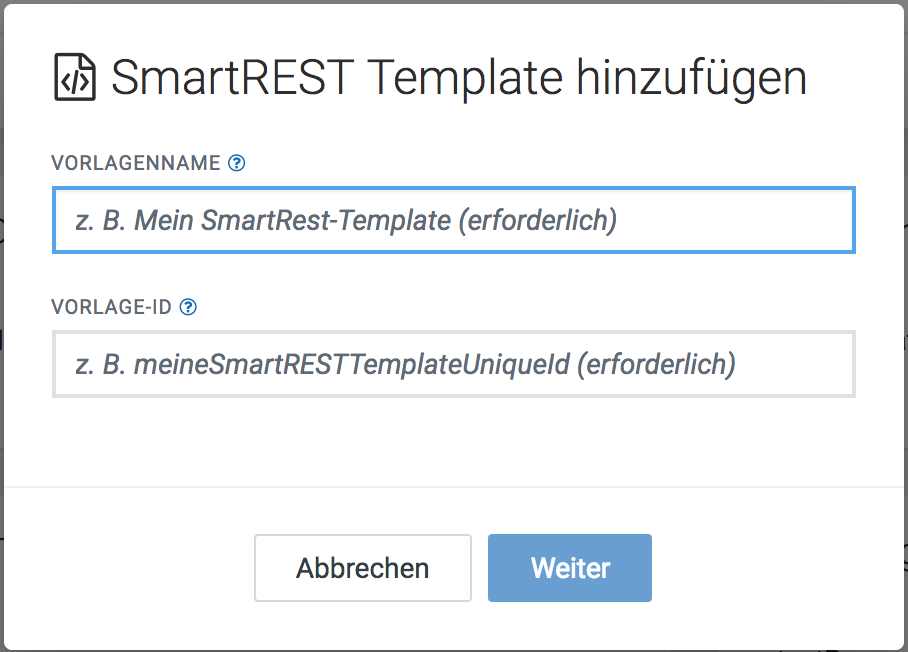 SmartREST Template hinzufügen
VORLAGENNAME
z. B. Mein SmartRest-Template (erforderlich)
VORLAGE-ID
z. B. meineSmartRESTTemplateUniqueId (erforderlich)
Abbrechen
Weiter